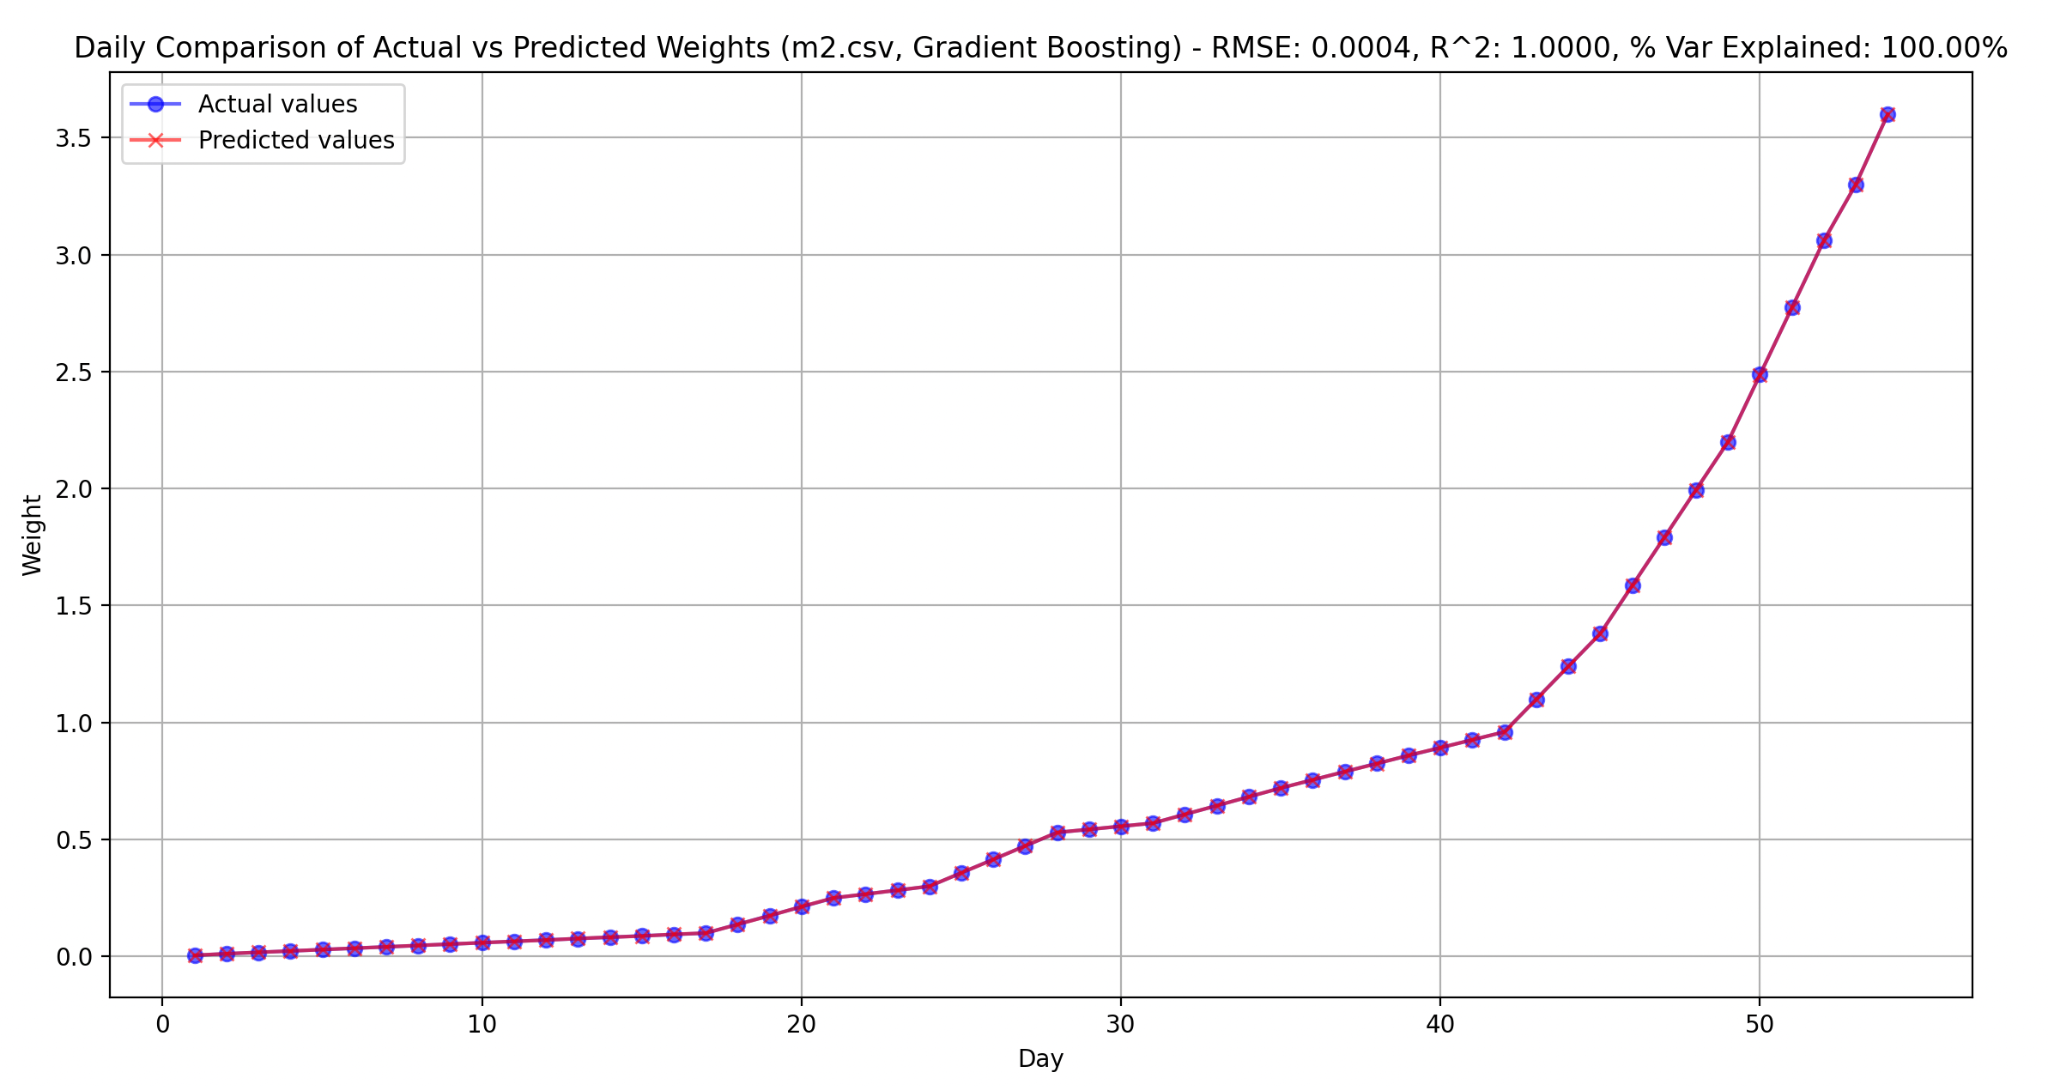 Daily Comparison of Actual vs Predicted Weights (m2.csv, Gradient Boosting) - RMSE: 0.0004, R^2: 1.0000, % Var Explained: 100.00%
Actual values
Predicted values
3.5
3.0
2.5
2.0
1.5
1.0
0.5
0.0
Weight
0 10 20 30 40 50
Day